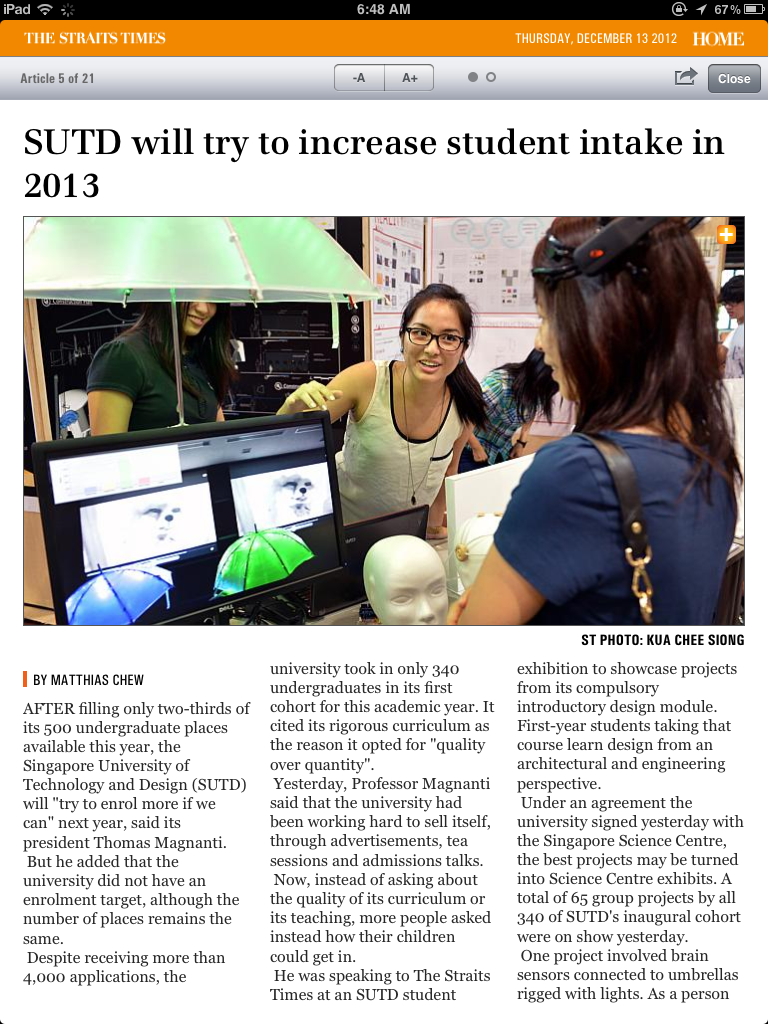 iPad
6:48 AM
67%
THE STRAITS TIMES
THURSDAY, DECEMBER 13 2012
HOME
Article 5 of 21
-A
A+
Close
SUTD will try to increase student intake in
2013
DELL
ST PHOTO: KUA CHEE SIONG
BY MATTHIAS CHEW
AFTER filling only two-thirds of
its 500 undergraduate places
available this year, the
Singapore University of
Technology and Design (SUTD)
will "try to enrol more if we
can" next year, said its
president Thomas Magnanti.
But he added that the
university did not have an
enrolment target, although the
number of places remains the
same.
Despite receiving more than
4,000 applications, the
university took in only 340
undergraduates in its first
cohort for this academic year. It
cited its rigorous curriculum as
the reason it opted for "quality
over quantity".
Yesterday, Professor Magnanti
said that the university had
been working hard to sell itself,
through advertisements, tea
sessions and admissions talks.
Now, instead of asking about
the quality of its curriculum or
its teaching, more people asked
instead how their children
could get in.
He was speaking to The Straits
Times at an SUTD student
exhibition to showcase projects
from its compulsory
introductory design module.
First-year students taking that
course learn design from an
architectural and engineering
perspective.
Under an agreement the
university signed yesterday with
the Singapore Science Centre,
the best projects may be turned
into Science Centre exhibits. A
total of 65 group projects by all
340 of SUTD's inaugural cohort
were on show yesterday.
One project involved brain
sensors connected to umbrellas
rigged with lights. As a person